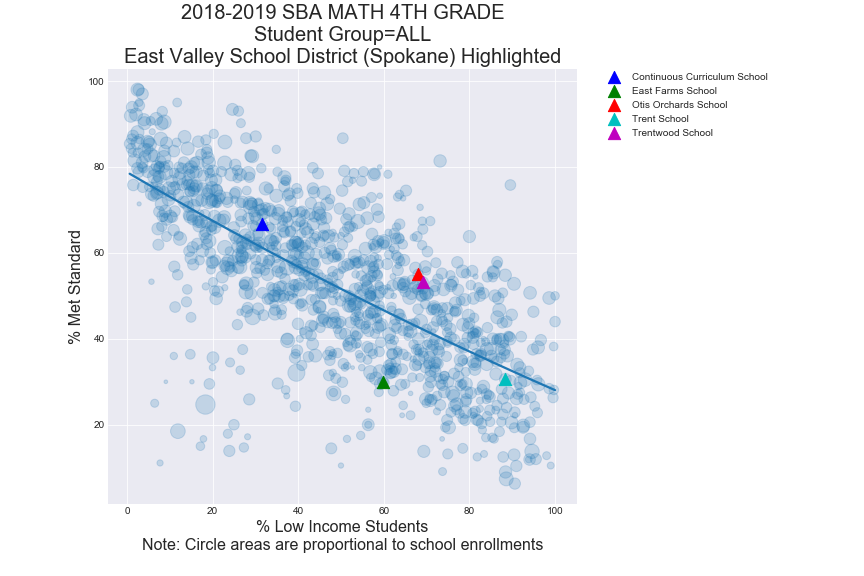 2018-2019 SBA MATH 4TH GRADE
Student Group=ALL
East Valley School District (Spokane) Highlighted
Continuous Curriculum School
East Farms School
Otis Orchards School
Trent School
Trentwood School
% Met Standard
100
80
60
40
20
0 20 40 60 80 100
% Low Income Students
Note: Circle areas are proportional to school enrollments